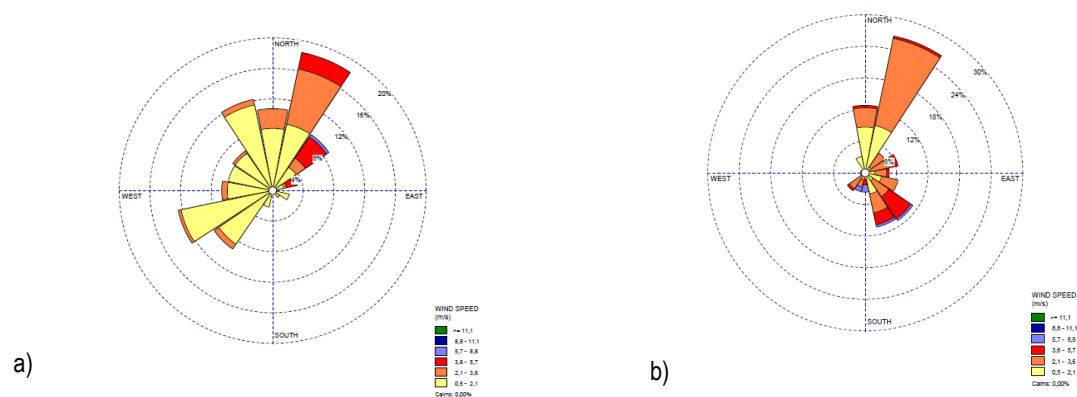 NORTH
20%
16%
12%
8%
4%
WEST
EAST
SOUTH
WIND SPEED
(m/s)
>= 11,1
8,8 - 11,1
5,7 - 8,8
3,6 - 5,7
2,1 - 3,6
0,5 - 2,1
Calms: 0,00%
a)
NORTH
30%
24%
18%
12%
6%
WEST
EAST
SOUTH
WIND SPEED
(m/s)
>= 11,1
8,8 - 11,1
5,7 - 8,8
3,6 - 5,7
2,1 - 3,6
0,5 - 2,1
Calms: 0,00%
b)